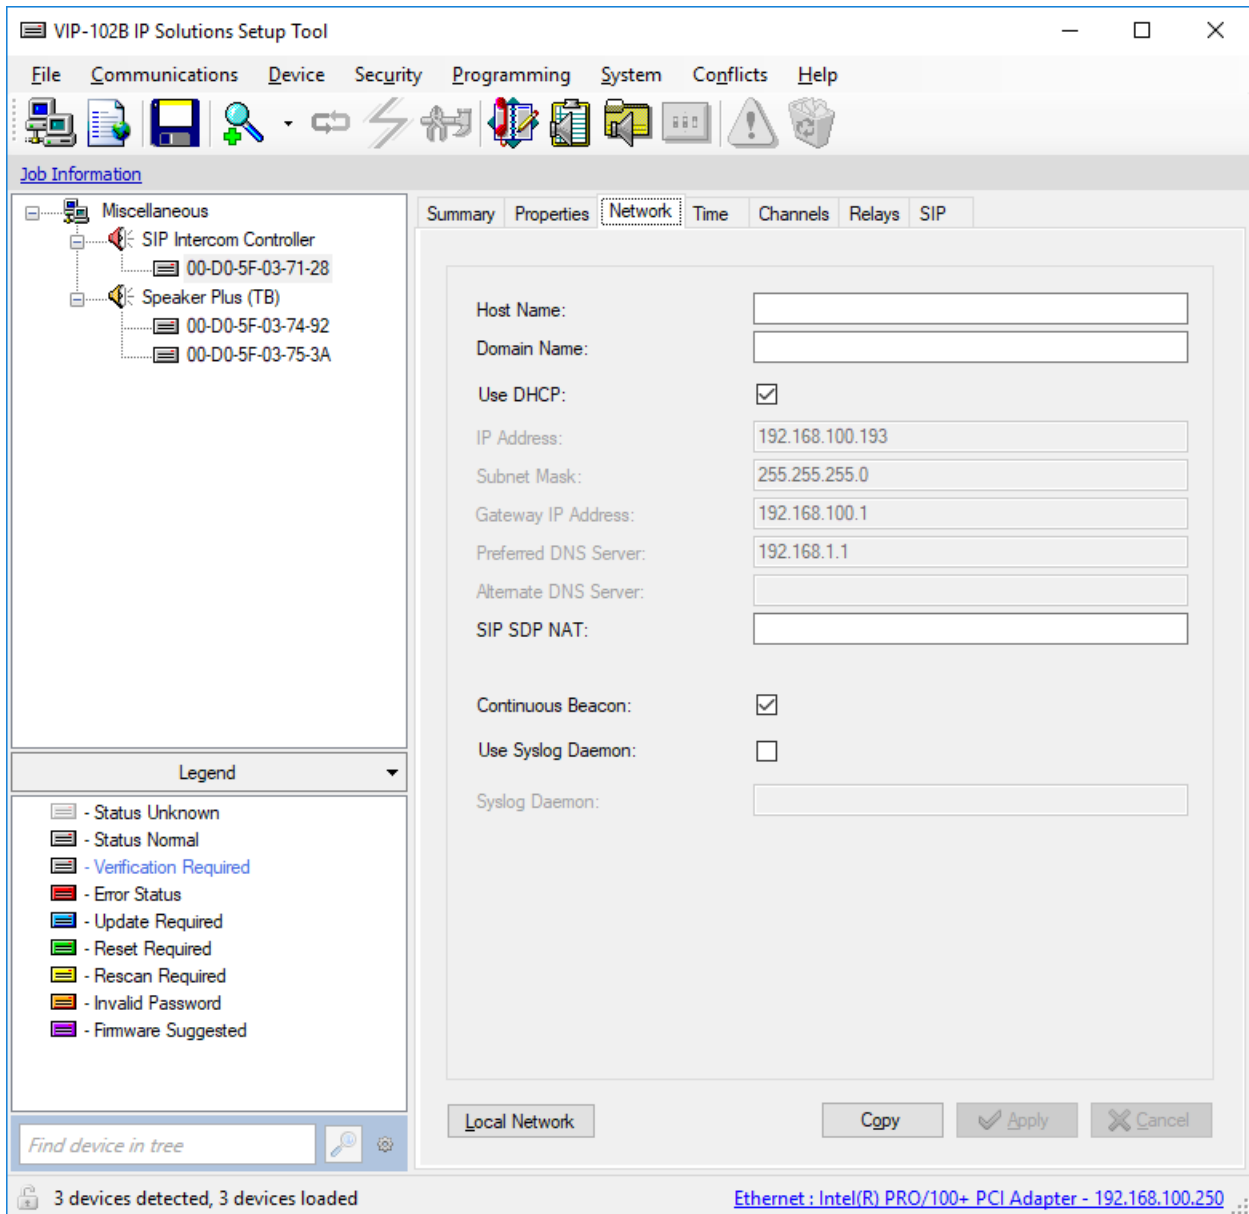 VIP-102B IP Solutions Setup Tool
File Communications Device Security Programming System Conflicts Help
Job Information
Miscellaneous
SIP Intercom Controller
00-D0-5F-03-71-28
Speaker Plus (TB)
00-D0-5F-03-74-92
00-D0-5F-03-75-3A
Legend
- Status Unknown
- Status Normal
- Verification Required
- Error Status
- Update Required
- Reset Required
- Rescan Required
- Invalid Password
- Firmware Suggested
Find device in tree
Summary Properties Network Time Channels Relays SIP
Host Name:
Domain Name:
Use DHCP:
IP Address: 192.168.100.193
Subnet Mask: 255.255.255.0
Gateway IP Address: 192.168.100.1
Preferred DNS Server: 192.168.1.1
Alternate DNS Server:
SIP SDP NAT:
Continuous Beacon:
Use Syslog Daemon:
Syslog Daemon:
Local Network Copy Apply Cancel
3 devices detected, 3 devices loaded
Ethernet : Intel(R) PRO/100+ PCI Adapter - 192.168.100.250